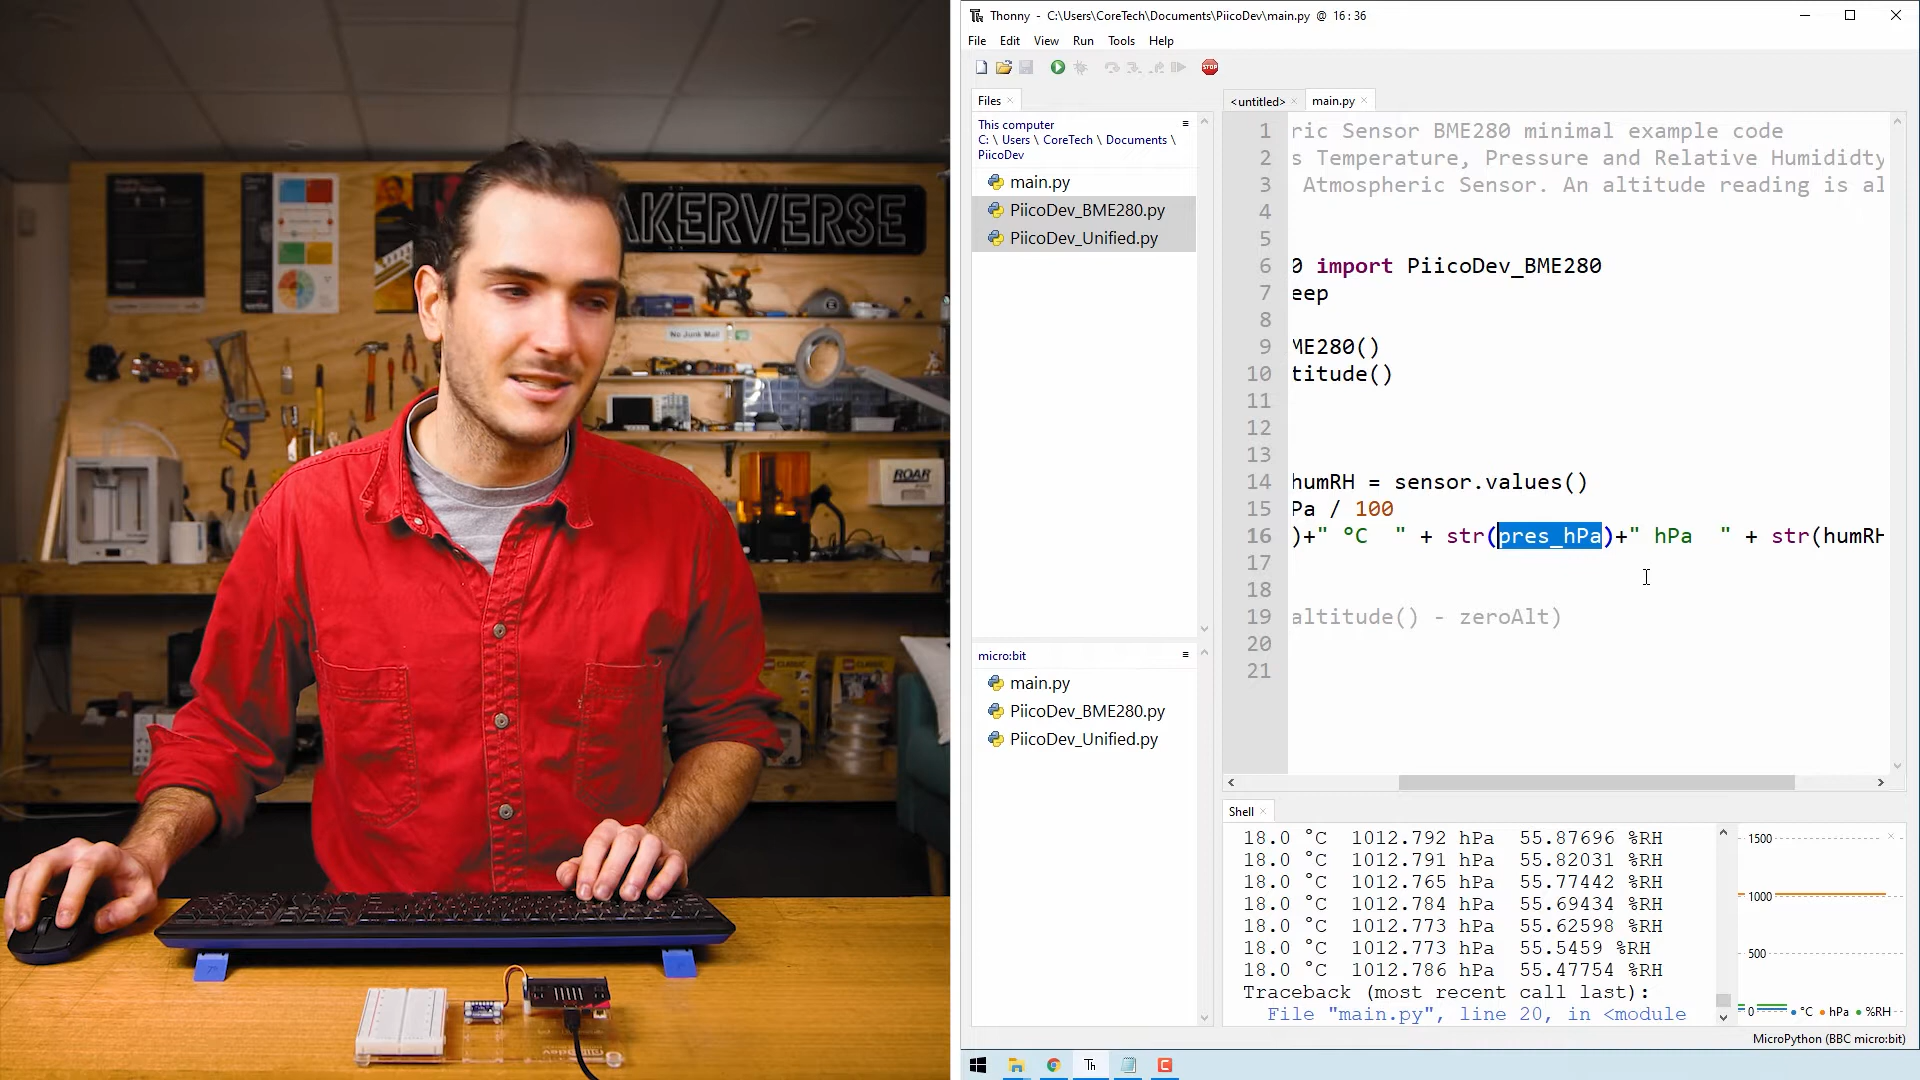 AKERVERSE
No Junk Mail
ROAR
Thonny - C:\Users\CoreTech\Documents\PiicoDev\main.py @ 16 : 36
File Edit View Run Tools Help
STOP
Files
<untitled> main.py
This computer
C: \ Users \ CoreTech \ Documents \
PiicoDev
main.py
PiicoDev_BME280.py
PiicoDev_Unified.py
micro:bit
main.py
PiicoDev_BME280.py
PiicoDev_Unified.py
1 ric Sensor BME280 minimal example code
2 s Temperature, Pressure and Relative Humididty
3 Atmospheric Sensor. An altitude reading is al
4
5
6 0 import PiicoDev_BME280
7 eep
8
9 ME280()
10 titude()
11
12
13
14 humRH = sensor.values()
15 Pa / 100
16 )+" °C  " + str(pres_hPa)+" hPa  " + str(humRH
17
18
19 altitude() - zeroAlt)
20
21
Shell
18.0 °C  1012.792 hPa  55.87696 %RH
18.0 °C  1012.791 hPa  55.82031 %RH
18.0 °C  1012.765 hPa  55.77442 %RH
18.0 °C  1012.784 hPa  55.69434 %RH
18.0 °C  1012.773 hPa  55.62598 %RH
18.0 °C  1012.773 hPa  55.5459 %RH
18.0 °C  1012.786 hPa  55.47754 %RH
Traceback (most recent call last):
File "main.py", line 20, in <module
1500
1000
500
0
°C hPa %RH
MicroPython (BBC micro:bit)
Th